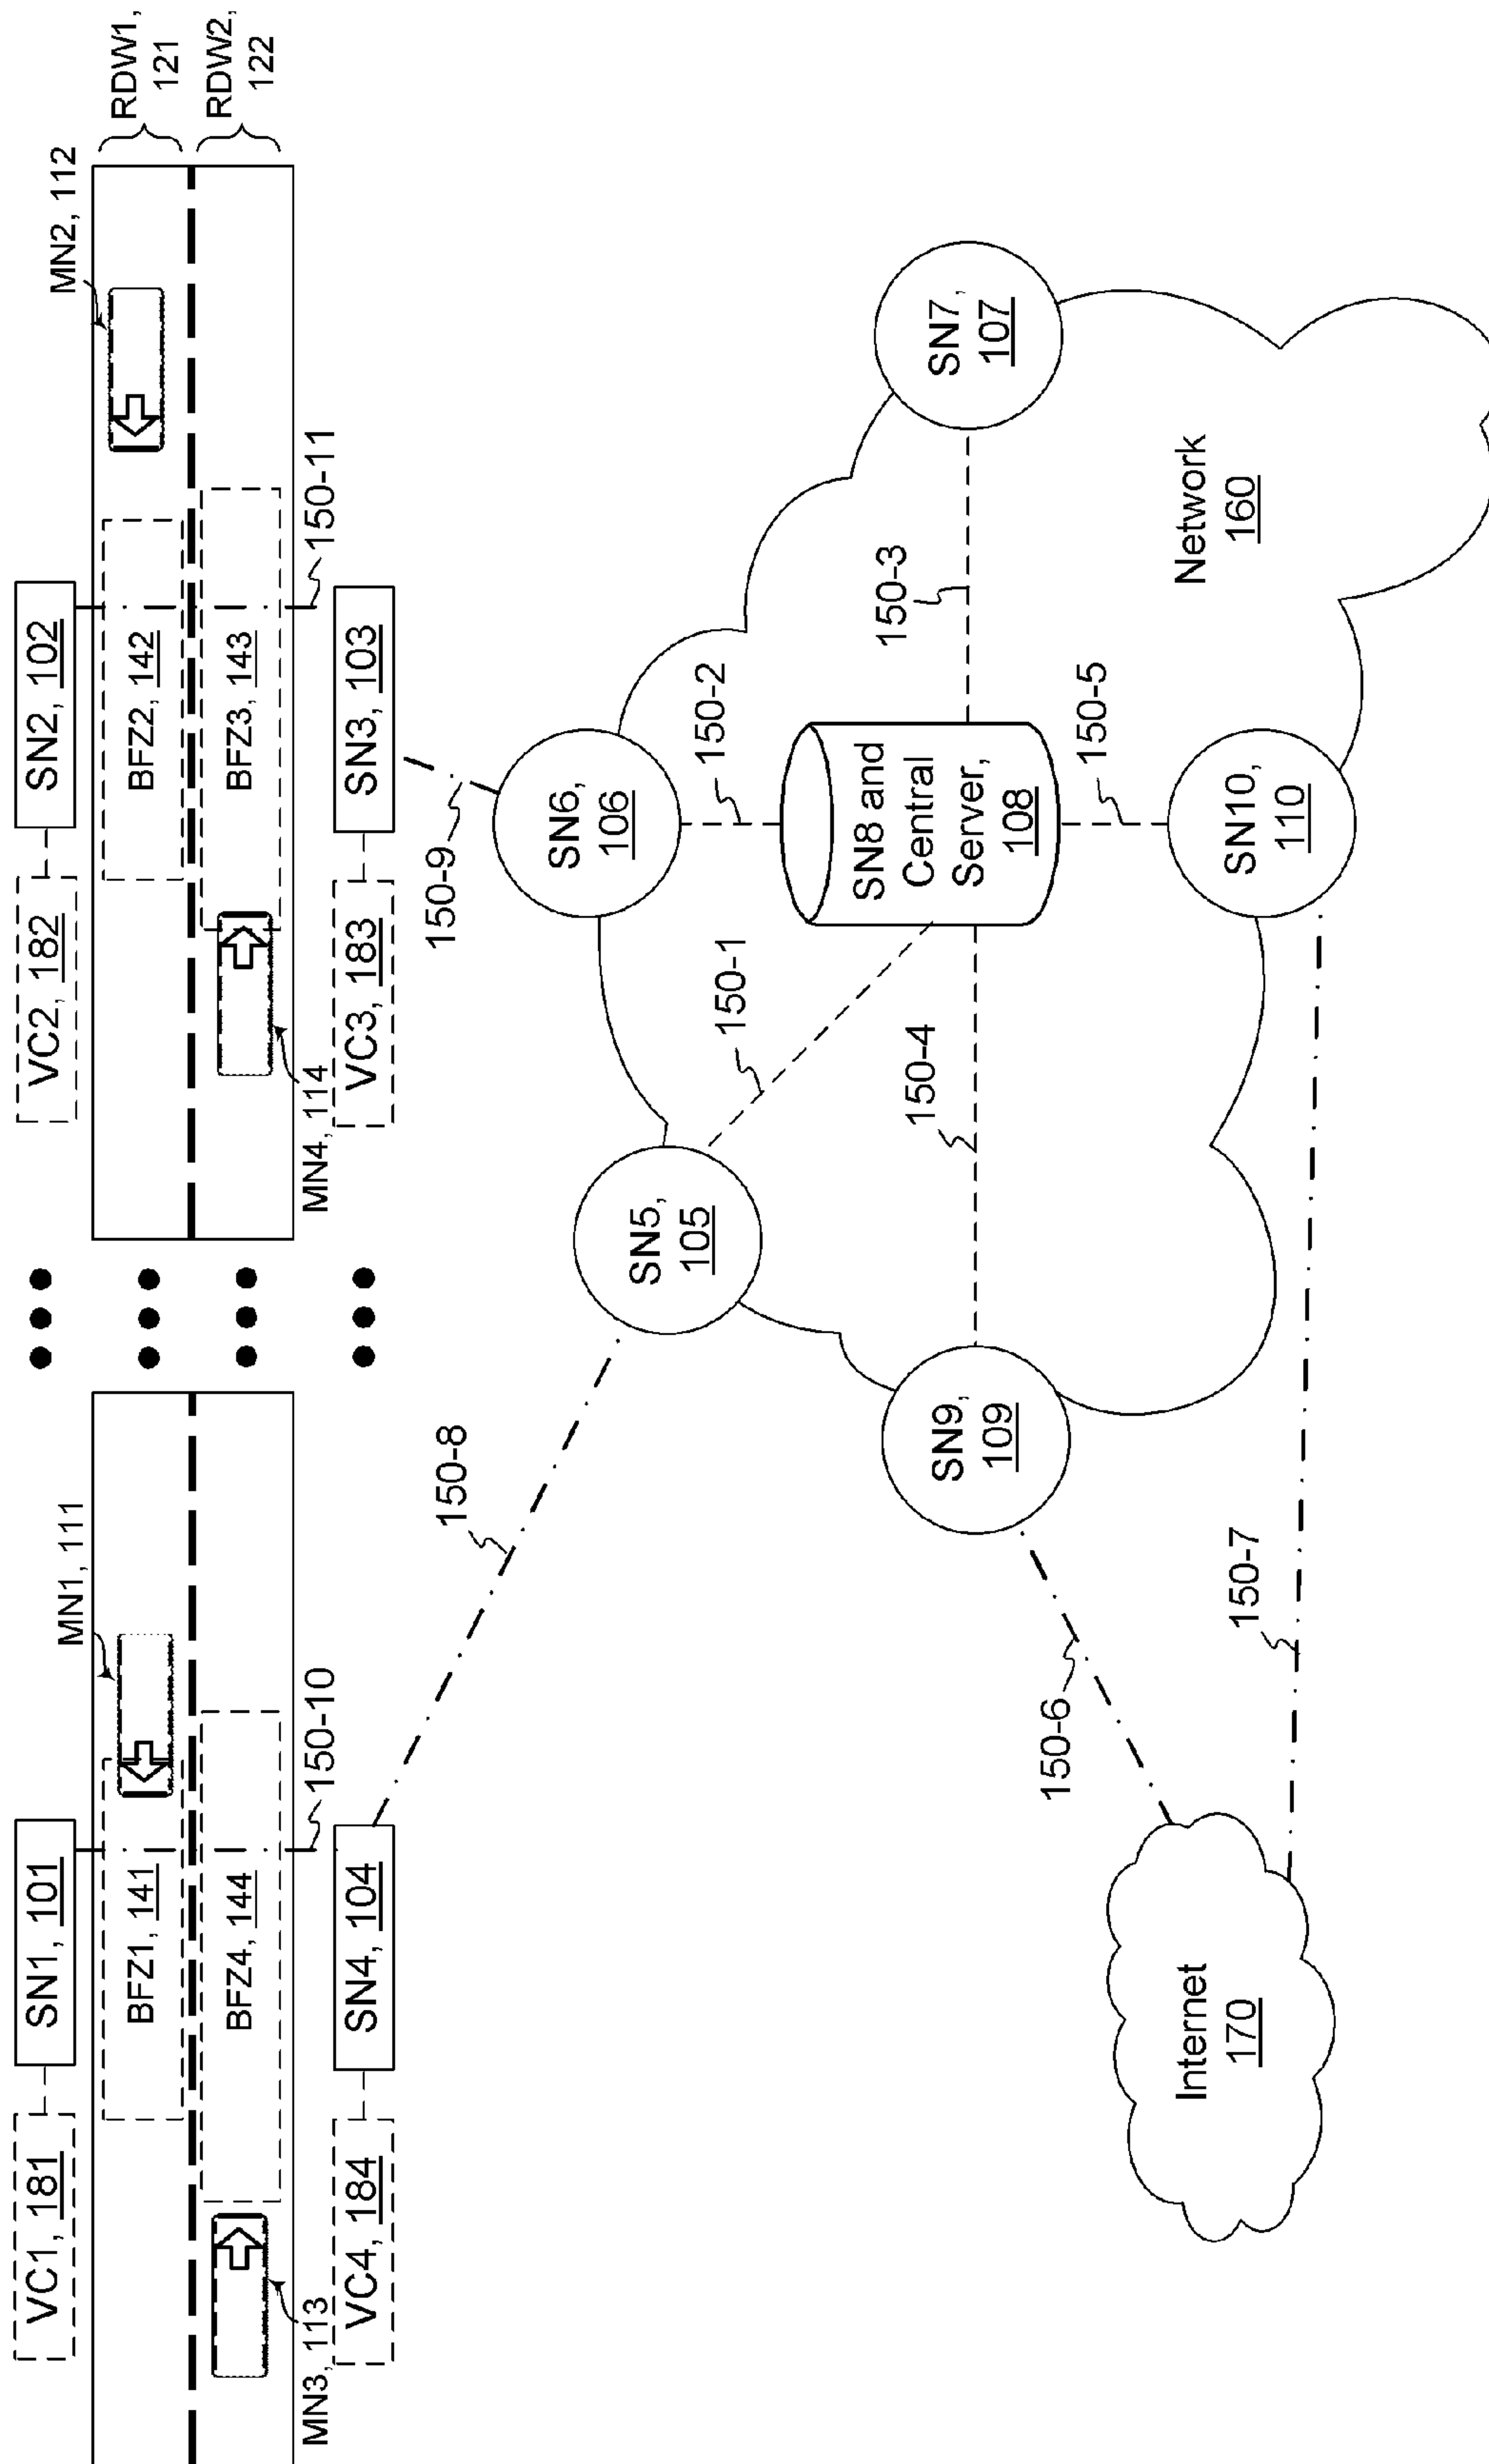 VC1, 181
SN1, 101
VC2, 182
SN2, 102
MN1, 111
MN2, 112
BFZ1, 141
BFZ2, 142
RDW1,
121
BFZ4, 144
BFZ3, 143
RDW2,
122
MN3, 113
150-10
MN4, 114
150-11
VC4, 184
SN4, 104
VC3, 183
SN3, 103
150-8
150-9
SN5,
105
SN6,
106
150-2
150-1
SN8 and
Central
Server,
108
150-3
SN7,
107
150-4
SN9,
109
150-5
150-6
SN10,
110
Network
160
Internet
170
150-7